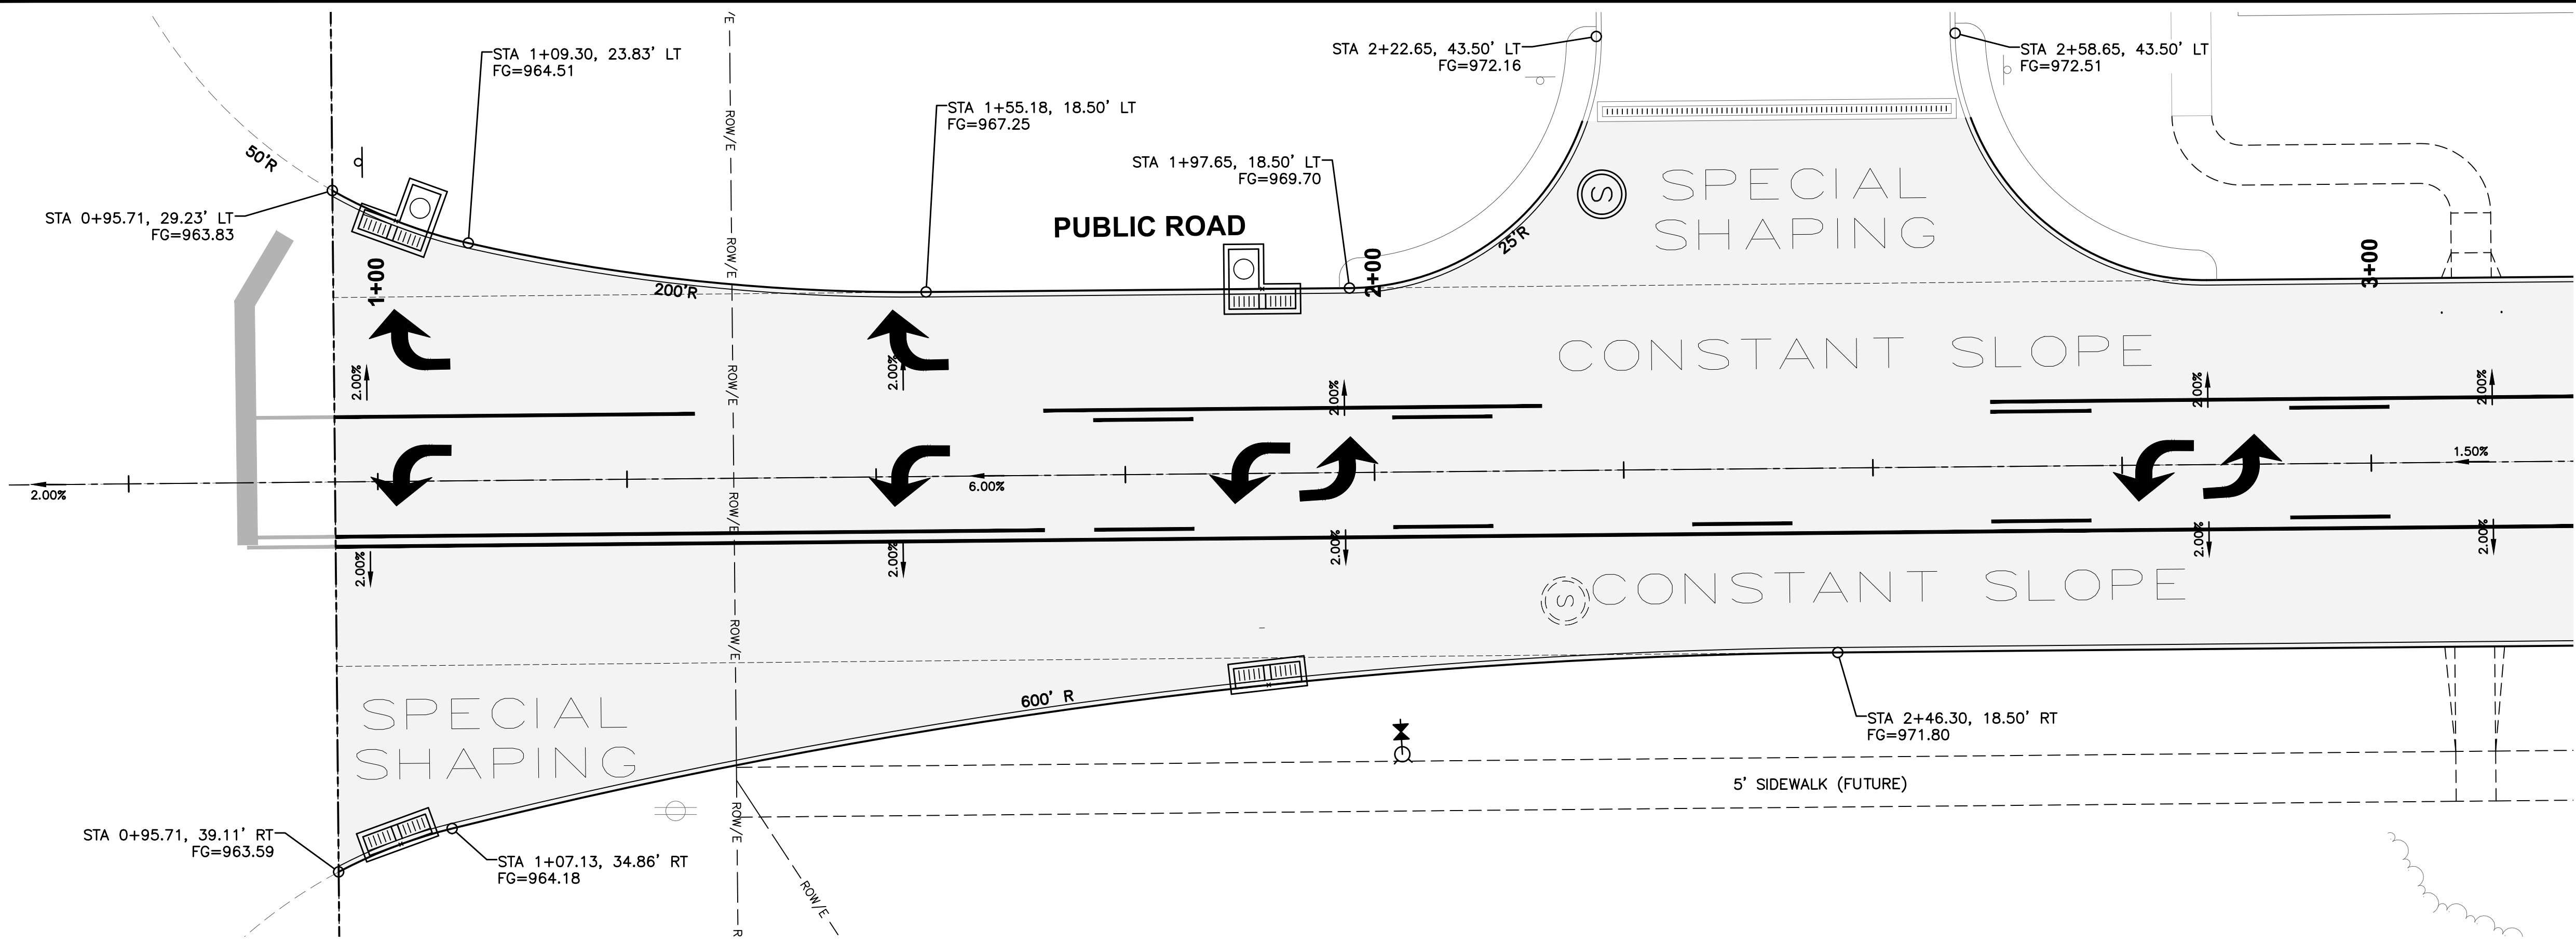 STA 1+09.30, 23.83' LT
FG=964.51
STA 2+22.65, 43.50' LT
FG=972.16
STA 2+58.65, 43.50' LT
FG=972.51
STA 1+55.18, 18.50' LT
FG=967.25
STA 1+97.65, 18.50' LT
FG=969.70
50'R
STA 0+95.71, 29.23' LT
FG=963.83
PUBLIC ROAD
25'R
SPECIAL
SHAPING
1+00
200'R
2+00
3+00
/E
ROW/E
ROW/E
ROW/E
ROW/E
ROW/E
ROW/E
ROW/E
R
ROW/E
S
CONSTANT SLOPE
2.00%
2.00%
2.00%
2.00%
2.00%
2.00%
6.00%
1.50%
2.00%
2.00%
2.00%
2.00%
2.00%
S
CONSTANT SLOPE
SPECIAL
SHAPING
600' R
STA 2+46.30, 18.50' RT
FG=971.80
5' SIDEWALK (FUTURE)
STA 0+95.71, 39.11' RT
FG=963.59
STA 1+07.13, 34.86' RT
FG=964.18